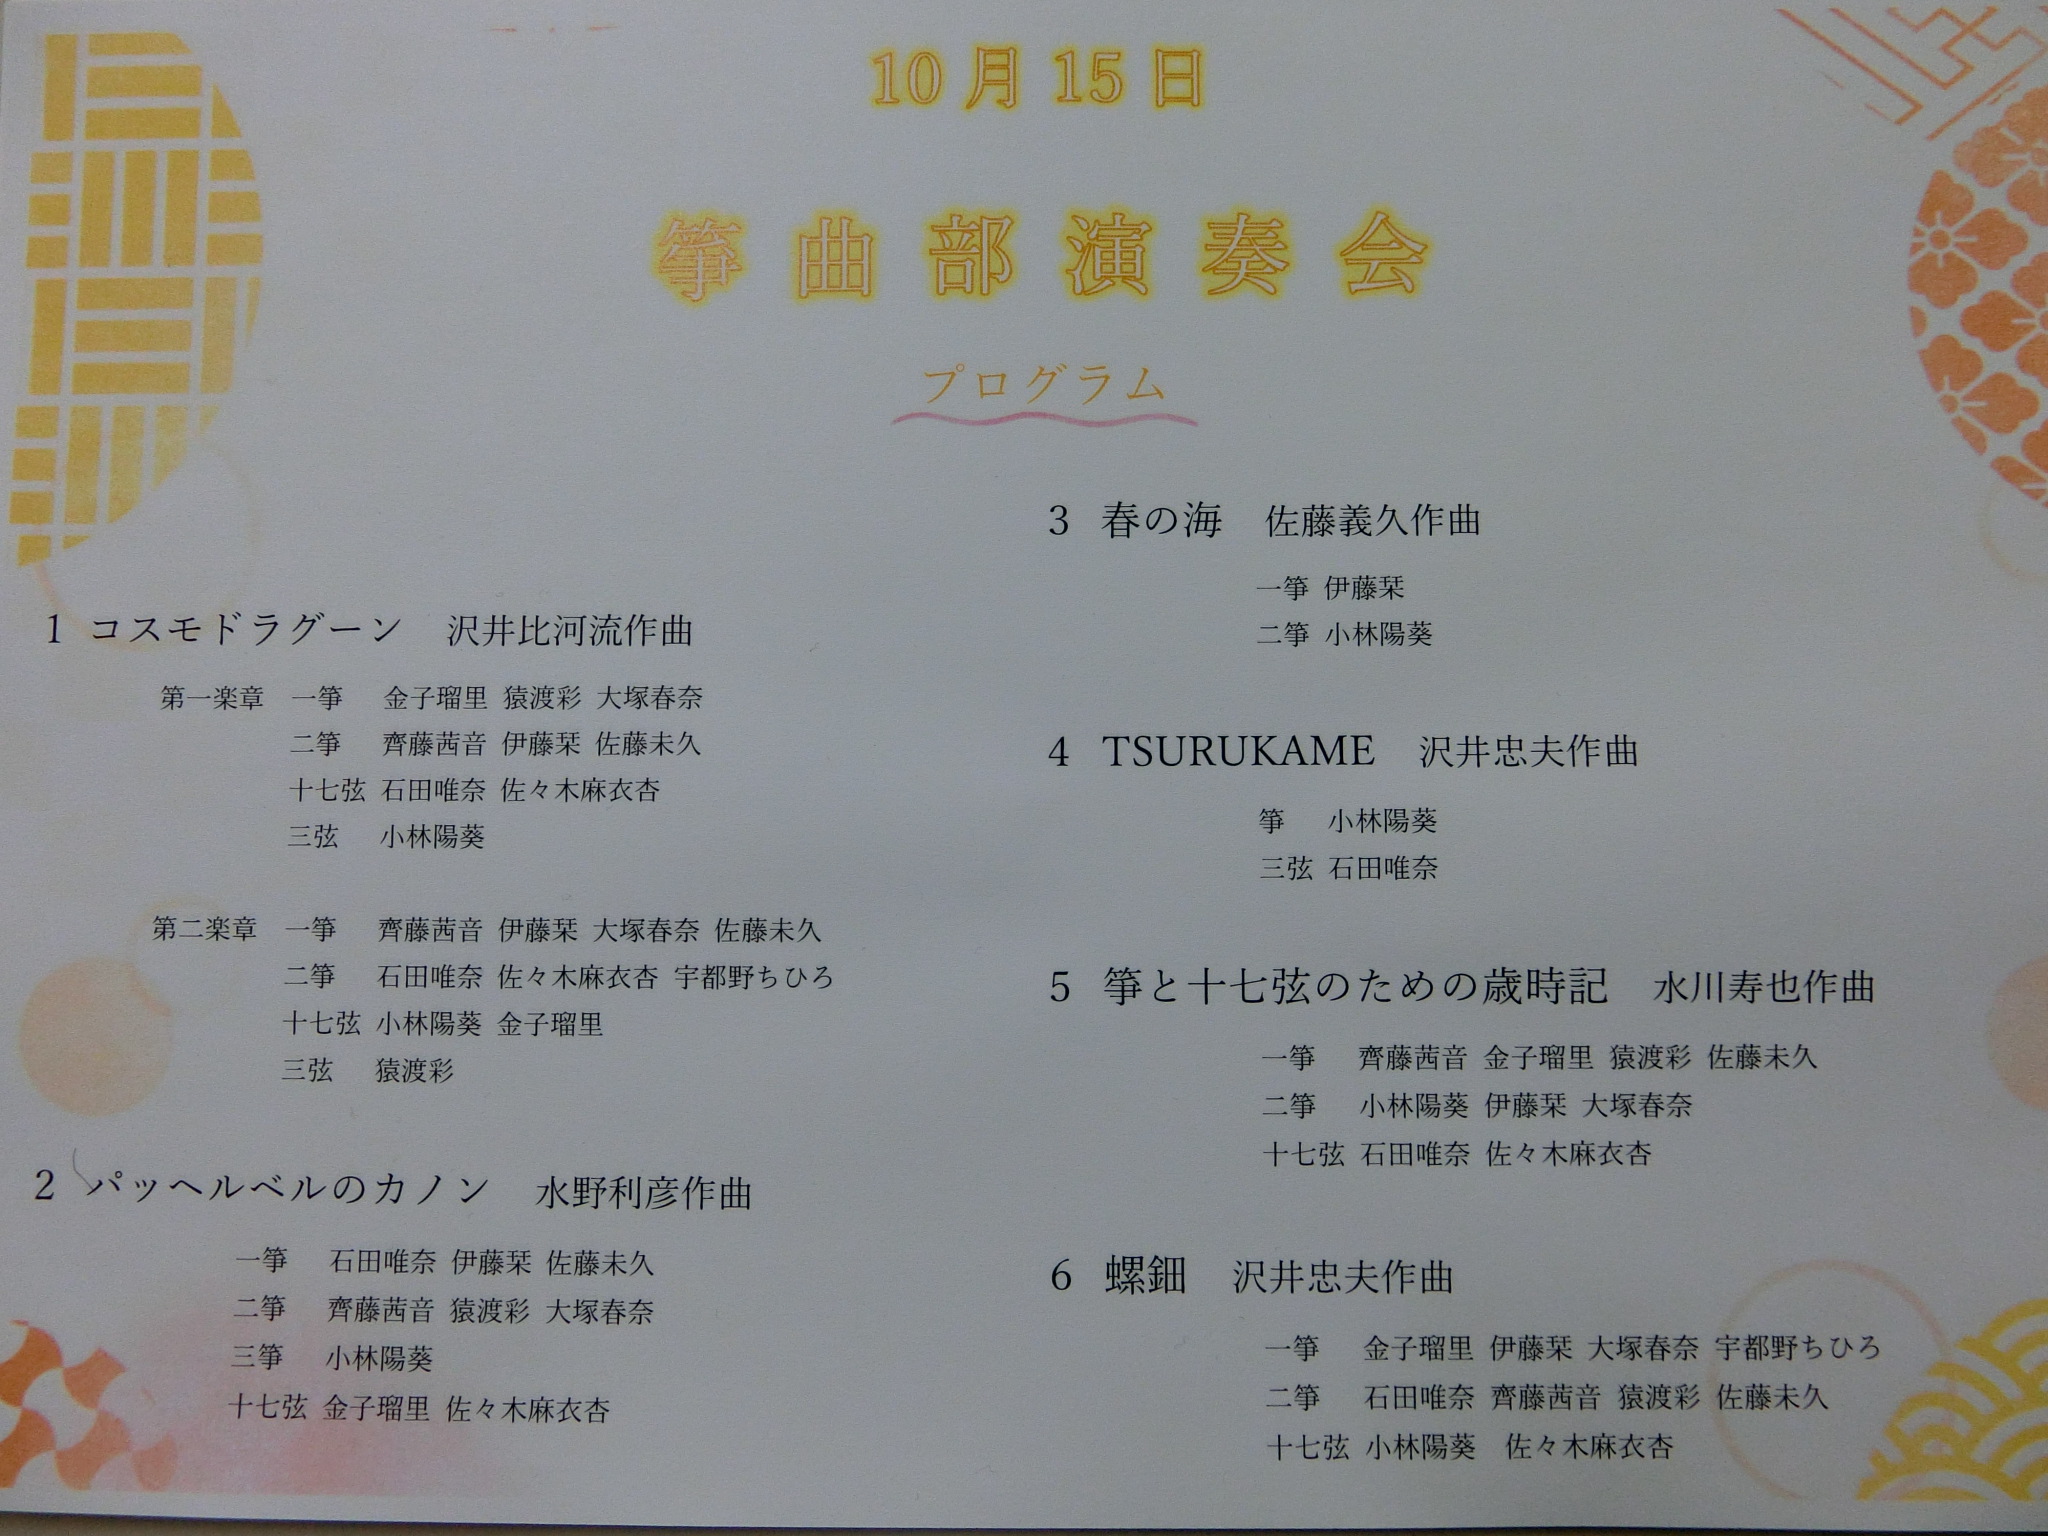 10月15日
箏曲部演奏会
プログラム
1 コスモドラグーン 沢井比河流作曲
第一楽章 一箏 金子瑠里 猿渡彩 大塚春奈
二箏 齊藤茜音 伊藤栞 佐藤未久
十七弦 石田唯奈 佐々木麻衣杏
三弦 小林陽葵
第二楽章 一箏 齊藤茜音 伊藤栞 大塚春奈 佐藤未久
二箏 石田唯奈 佐々木麻衣杏 宇都野ちひろ
十七弦 小林陽葵 金子瑠里
三弦 猿渡彩
2 パッヘルベルのカノン 水野利彦作曲
一箏 石田唯奈 伊藤栞 佐藤未久
二箏 齊藤茜音 猿渡彩 大塚春奈
三箏 小林陽葵
十七弦 金子瑠里 佐々木麻衣杏
3 春の海 佐藤義久作曲
一箏 伊藤栞
二箏 小林陽葵
4 TSURUKAME 沢井忠夫作曲
箏 小林陽葵
三弦 石田唯奈
5 箏と十七弦のための歳時記 水川寿也作曲
一箏 齊藤茜音 金子瑠里 猿渡彩 佐藤未久
二箏 小林陽葵 伊藤栞 大塚春奈
十七弦 石田唯奈 佐々木麻衣杏
6 螺鈿 沢井忠夫作曲
一箏 金子瑠里 伊藤栞 大塚春奈 宇都野ちひろ
二箏 石田唯奈 齊藤茜音 猿渡彩 佐藤未久
十七弦 小林陽葵 佐々木麻衣杏